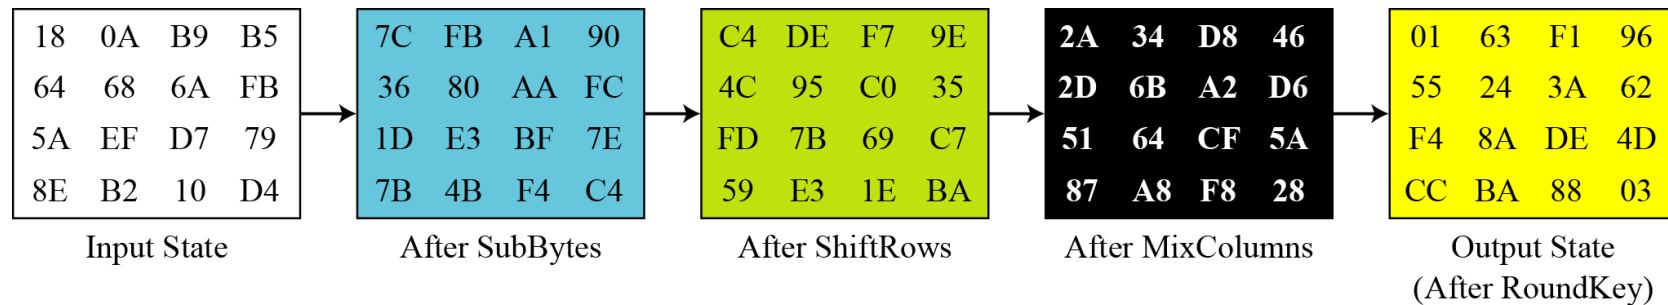 18 0A B9 B5 7C FB A1 90 C4 DE F7 9E 2A 34 D8 46 01 63 F1 96
64 68 6A FB 36 80 AA FC 4C 95 C0 35 2D 6B A2 D6 55 24 3A 62
5A EF D7 79 1D E3 BF 7E FD 7B 69 C7 51 64 CF 5A F4 8A DE 4D
8E B2 10 D4 7B 4B F4 C4 59 E3 1E BA 87 A8 F8 28 CC BA 88 03
Input State After SubBytes After ShiftRows After MixColumns Output State
(After RoundKey)